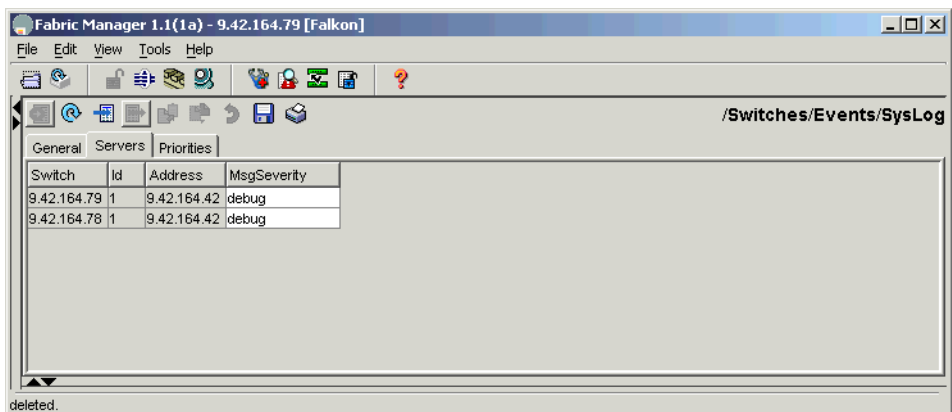 Fabric Manager 1.1(1a) - 9.42.164.79 [Falkon]
File Edit View Tools Help
/Switches/Events/SysLog
General Servers Priorities
Switch Id Address MsgSeverity
9.42.164.79 1 9.42.164.42 debug
9.42.164.78 1 9.42.164.42 debug
deleted.